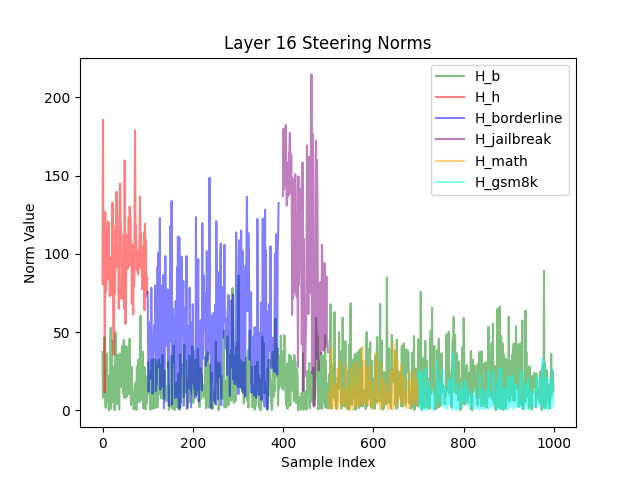 Layer 16 Steering Norms
Norm Value
200
150
100
50
0
H_b
H_h
H_borderline
H_jailbreak
H_math
H_gsm8k
0 200 400 600 800 1000
Sample Index